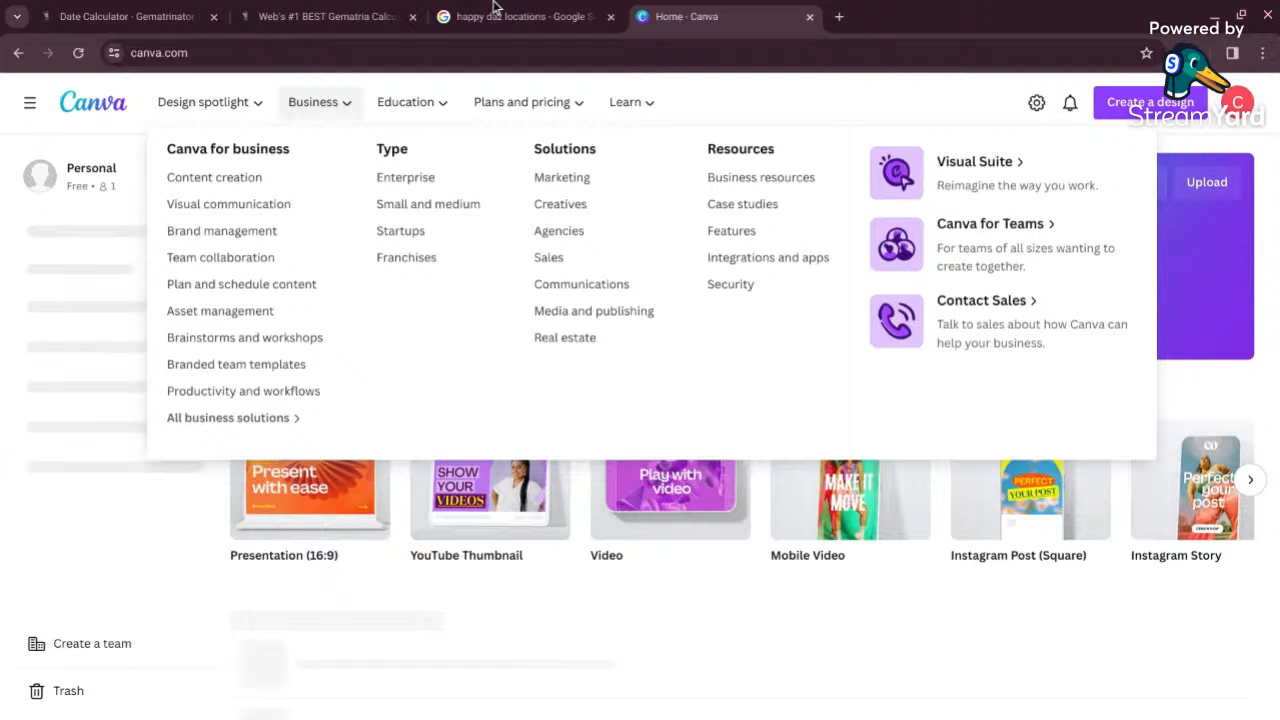 Date Calculator - Gematrinator
Web's #1 BEST Gematria Calcu
happy daz locations - Google S
Home - Canva
Powered by
canva.com
Canva
Design spotlight
Business
Education
Plans and pricing
Learn
Create a design
C
StreamYard
Personal
Free • 1
Canva for business
Content creation
Visual communication
Brand management
Team collaboration
Plan and schedule content
Asset management
Brainstorms and workshops
Branded team templates
Productivity and workflows
All business solutions
Type
Enterprise
Small and medium
Startups
Franchises
Solutions
Marketing
Creatives
Agencies
Sales
Communications
Media and publishing
Real estate
Resources
Business resources
Case studies
Features
Integrations and apps
Security
Visual Suite
Reimagine the way you work.
Canva for Teams
For teams of all sizes wanting to
create together.
Contact Sales
Talk to sales about how Canva can
help your business.
Upload
Present
with ease
SHOW
YOUR
VIDEOS
Play with
video
MAKE IT
MOVE
PERFECT
YOUR POST
Perfect
your
post
Presentation (16:9)
YouTube Thumbnail
Video
Mobile Video
Instagram Post (Square)
Instagram Story
Create a team
Trash